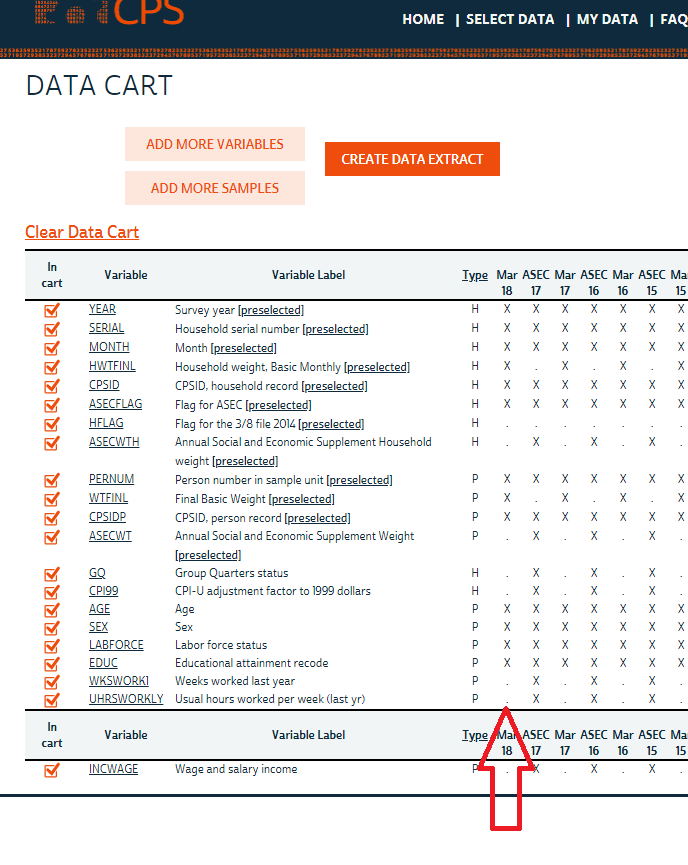 CPS
HOME | SELECT DATA | MY DATA | FAQ
DATA CART
ADD MORE VARIABLES
CREATE DATA EXTRACT
ADD MORE SAMPLES
Clear Data Cart
In cart Variable Variable Label Type Mar 18 ASEC 17 Mar 17 ASEC 16 Mar 16 ASEC 15 Mar 15
YEAR Survey year [preselected] H X X X X X X X
SERIAL Household serial number [preselected] H X X X X X X X
MONTH Month [preselected] H X X X X X X X
HWTFINL Household weight, Basic Monthly [preselected] H X . X . X . X
CPSID CPSID, household record [preselected] H X X X X X X X
ASECFLAG Flag for ASEC [preselected] H X X X X X X X
HFLAG Flag for the 3/8 file 2014 [preselected] H . . . . . . .
ASECWTH Annual Social and Economic Supplement Household H . X . X . X .
weight [preselected]
PERNUM Person number in sample unit [preselected] P X X X X X X X
WTFINL Final Basic Weight [preselected] P X . X . X . X
CPSIDP CPSID, person record [preselected] P X X X X X X X
ASECWT Annual Social and Economic Supplement Weight P . X . X . X .
[preselected]
GQ Group Quarters status H . X . X . X .
CPI99 CPI-U adjustment factor to 1999 dollars H . X . X . X .
AGE Age P X X X X X X X
SEX Sex P X X X X X X X
LABFORCE Labor force status P X X X X X X X
EDUC Educational attainment recode P X X X X X X X
WKSWORK1 Weeks worked last year P . X . X . X .
UHRSWORKLY Usual hours worked per week (last yr) P . X . X . X .
In cart Variable Variable Label Type Mar 18 ASEC 17 Mar 17 ASEC 16 Mar 16 ASEC 15 Mar 15
INCWAGE Wage and salary income P . X . X . X .